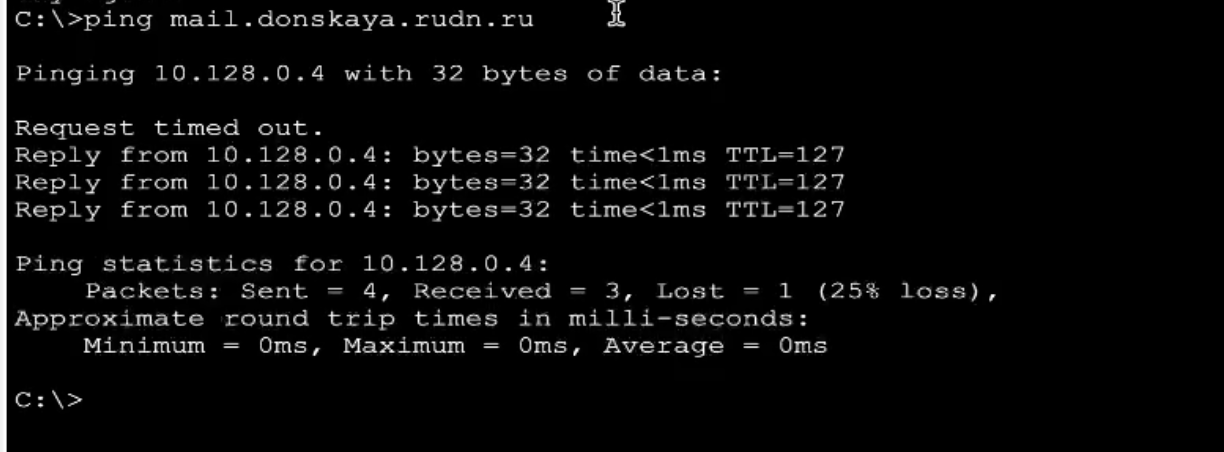 C:\>ping mail.donskaya.rudn.ru
Pinging 10.128.0.4 with 32 bytes of data:
Request timed out.
Reply from 10.128.0.4: bytes=32 time<1ms TTL=127
Reply from 10.128.0.4: bytes=32 time<1ms TTL=127
Reply from 10.128.0.4: bytes=32 time<1ms TTL=127
Ping statistics for 10.128.0.4:
    Packets: Sent = 4, Received = 3, Lost = 1 (25% loss),
Approximate round trip times in milli-seconds:
    Minimum = 0ms, Maximum = 0ms, Average = 0ms
C:\>